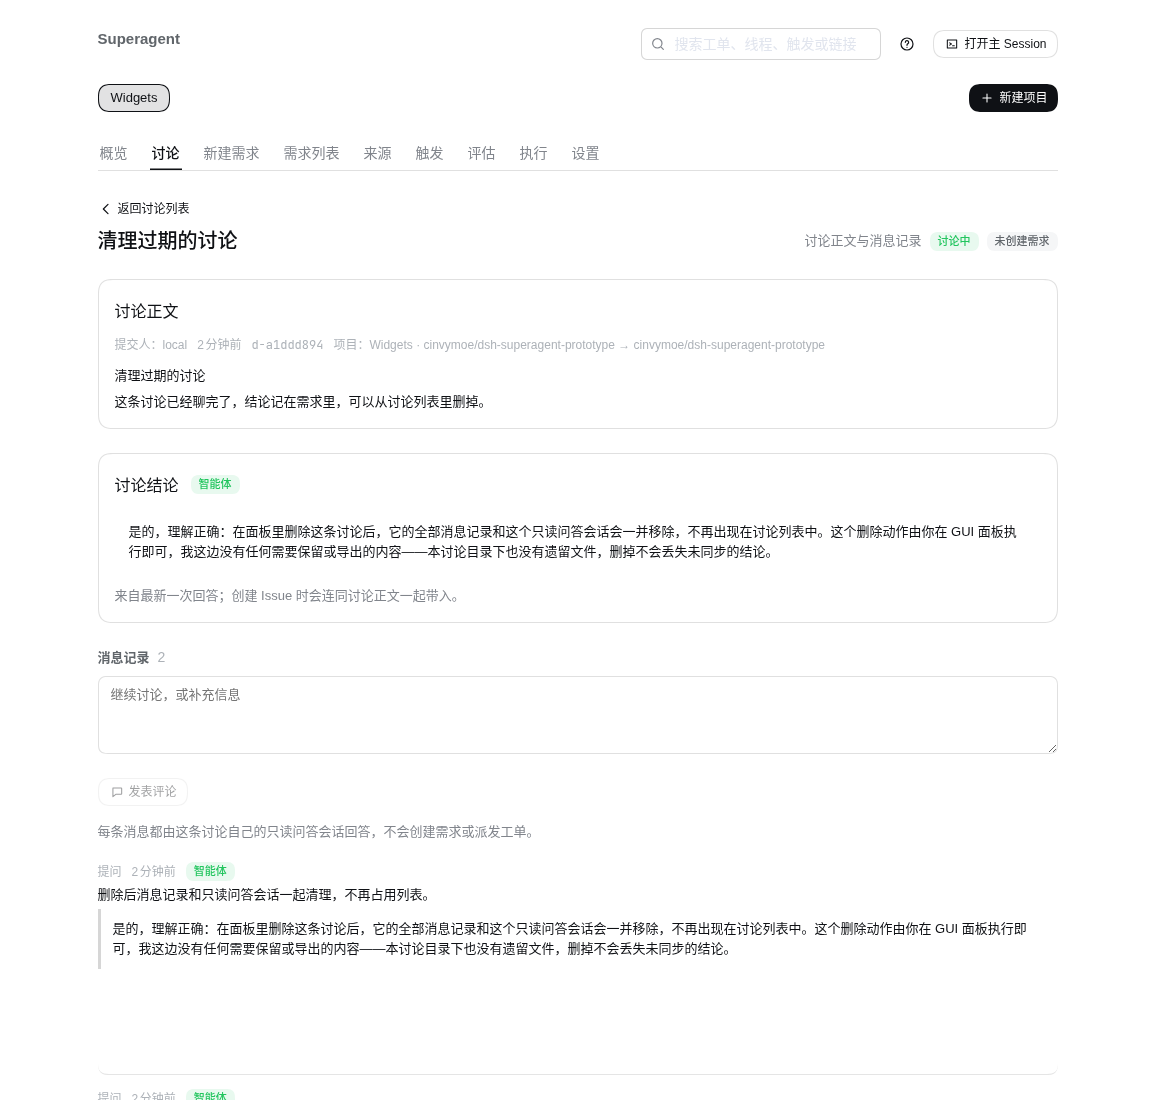 Superagent
搜索工单、线程、触发或链接
打开主 Session
Widgets
新建项目
概览 讨论 新建需求 需求列表 来源 触发 评估 执行 设置
返回讨论列表
清理过期的讨论
讨论正文与消息记录 讨论中 未创建需求
讨论正文
提交人：local 2分钟前 d-a1ddd894 项目：Widgets · cinvymoe/dsh-superagent-prototype → cinvymoe/dsh-superagent-prototype
清理过期的讨论
这条讨论已经聊完了，结论记在需求里，可以从讨论列表里删掉。
讨论结论 智能体
是的，理解正确：在面板里删除这条讨论后，它的全部消息记录和这个只读问答会话会一并移除，不再出现在讨论列表中。这个删除动作由你在 GUI 面板执
行即可，我这边没有任何需要保留或导出的内容——本讨论目录下也没有遗留文件，删掉不会丢失未同步的结论。
来自最新一次回答；创建 Issue 时会连同讨论正文一起带入。
消息记录 2
继续讨论，或补充信息
发表评论
每条消息都由这条讨论自己的只读问答会话回答，不会创建需求或派发工单。
提问 2分钟前 智能体
删除后消息记录和只读问答会话一起清理，不再占用列表。
是的，理解正确：在面板里删除这条讨论后，它的全部消息记录和这个只读问答会话会一并移除，不再出现在讨论列表中。这个删除动作由你在 GUI 面板执行即
可，我这边没有任何需要保留或导出的内容——本讨论目录下也没有遗留文件，删掉不会丢失未同步的结论。
提问 2分钟前 智能体